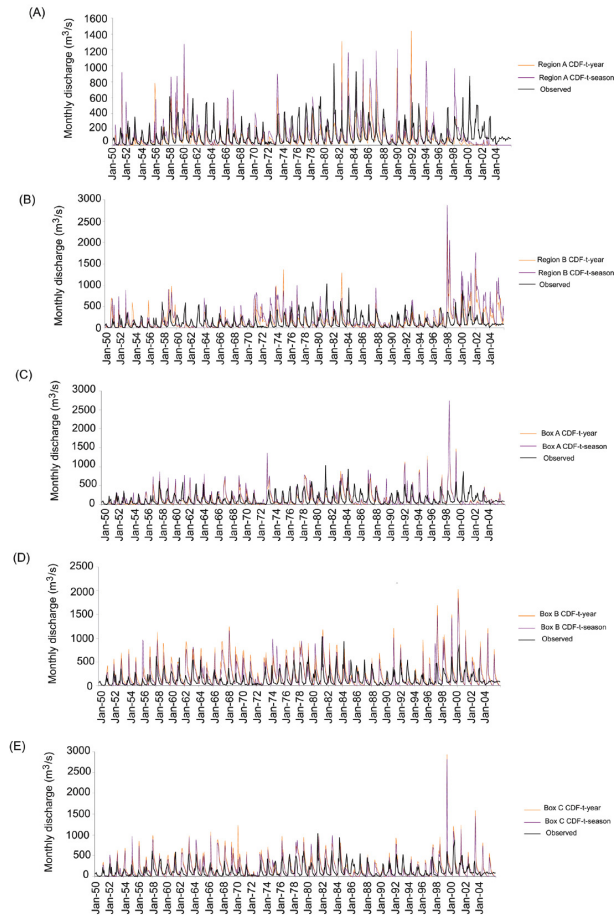 (A)
Monthly discharge (m³/s)
1600
1400
1200
1000
800
600
400
200
0
Region A CDF-t-year
Region A CDF-t-season
Observed
Jan-50 Jan-52 Jan-54 Jan-56 Jan-58 Jan-60 Jan-62 Jan-64 Jan-66 Jan-68 Jan-70 Jan-72 Jan-74 Jan-76 Jan-78 Jan-80 Jan-82 Jan-84 Jan-86 Jan-88 Jan-90 Jan-92 Jan-94 Jan-96 Jan-98 Jan-00 Jan-02 Jan-04
(B)
Monthly discharge (m³/s)
3000
2500
2000
1500
1000
500
0
Region B CDF-t-year
Region B CDF-t-season
Observed
Jan-50 Jan-52 Jan-54 Jan-56 Jan-58 Jan-60 Jan-62 Jan-64 Jan-66 Jan-68 Jan-70 Jan-72 Jan-74 Jan-76 Jan-78 Jan-80 Jan-82 Jan-84 Jan-86 Jan-88 Jan-90 Jan-92 Jan-94 Jan-96 Jan-98 Jan-00 Jan-02 Jan-04
(C)
Monthly discharge (m³/s)
3000
2500
2000
1500
1000
500
0
Box A CDF-t-year
Box A CDF-t-season
Observed
Jan-50 Jan-52 Jan-54 Jan-56 Jan-58 Jan-60 Jan-62 Jan-64 Jan-66 Jan-68 Jan-70 Jan-72 Jan-74 Jan-76 Jan-78 Jan-80 Jan-82 Jan-84 Jan-86 Jan-88 Jan-90 Jan-92 Jan-94 Jan-96 Jan-98 Jan-00 Jan-02 Jan-04
(D)
Monthly discharge (m³/s)
2500
2000
1500
1000
500
0
Box B CDF-t-year
Box B CDF-t-season
Observed
Jan-50 Jan-52 Jan-54 Jan-56 Jan-58 Jan-60 Jan-62 Jan-64 Jan-66 Jan-68 Jan-70 Jan-72 Jan-74 Jan-76 Jan-78 Jan-80 Jan-82 Jan-84 Jan-86 Jan-88 Jan-90 Jan-92 Jan-94 Jan-96 Jan-98 Jan-00 Jan-02 Jan-04
(E)
Monthly discharge (m³/s)
3000
2500
2000
1500
1000
500
0
Box C CDF-t-year
Box C CDF-t-season
Observed
Jan-50 Jan-52 Jan-54 Jan-56 Jan-58 Jan-60 Jan-62 Jan-64 Jan-66 Jan-68 Jan-70 Jan-72 Jan-74 Jan-76 Jan-78 Jan-80 Jan-82 Jan-84 Jan-86 Jan-88 Jan-90 Jan-92 Jan-94 Jan-96 Jan-98 Jan-00 Jan-02 Jan-04